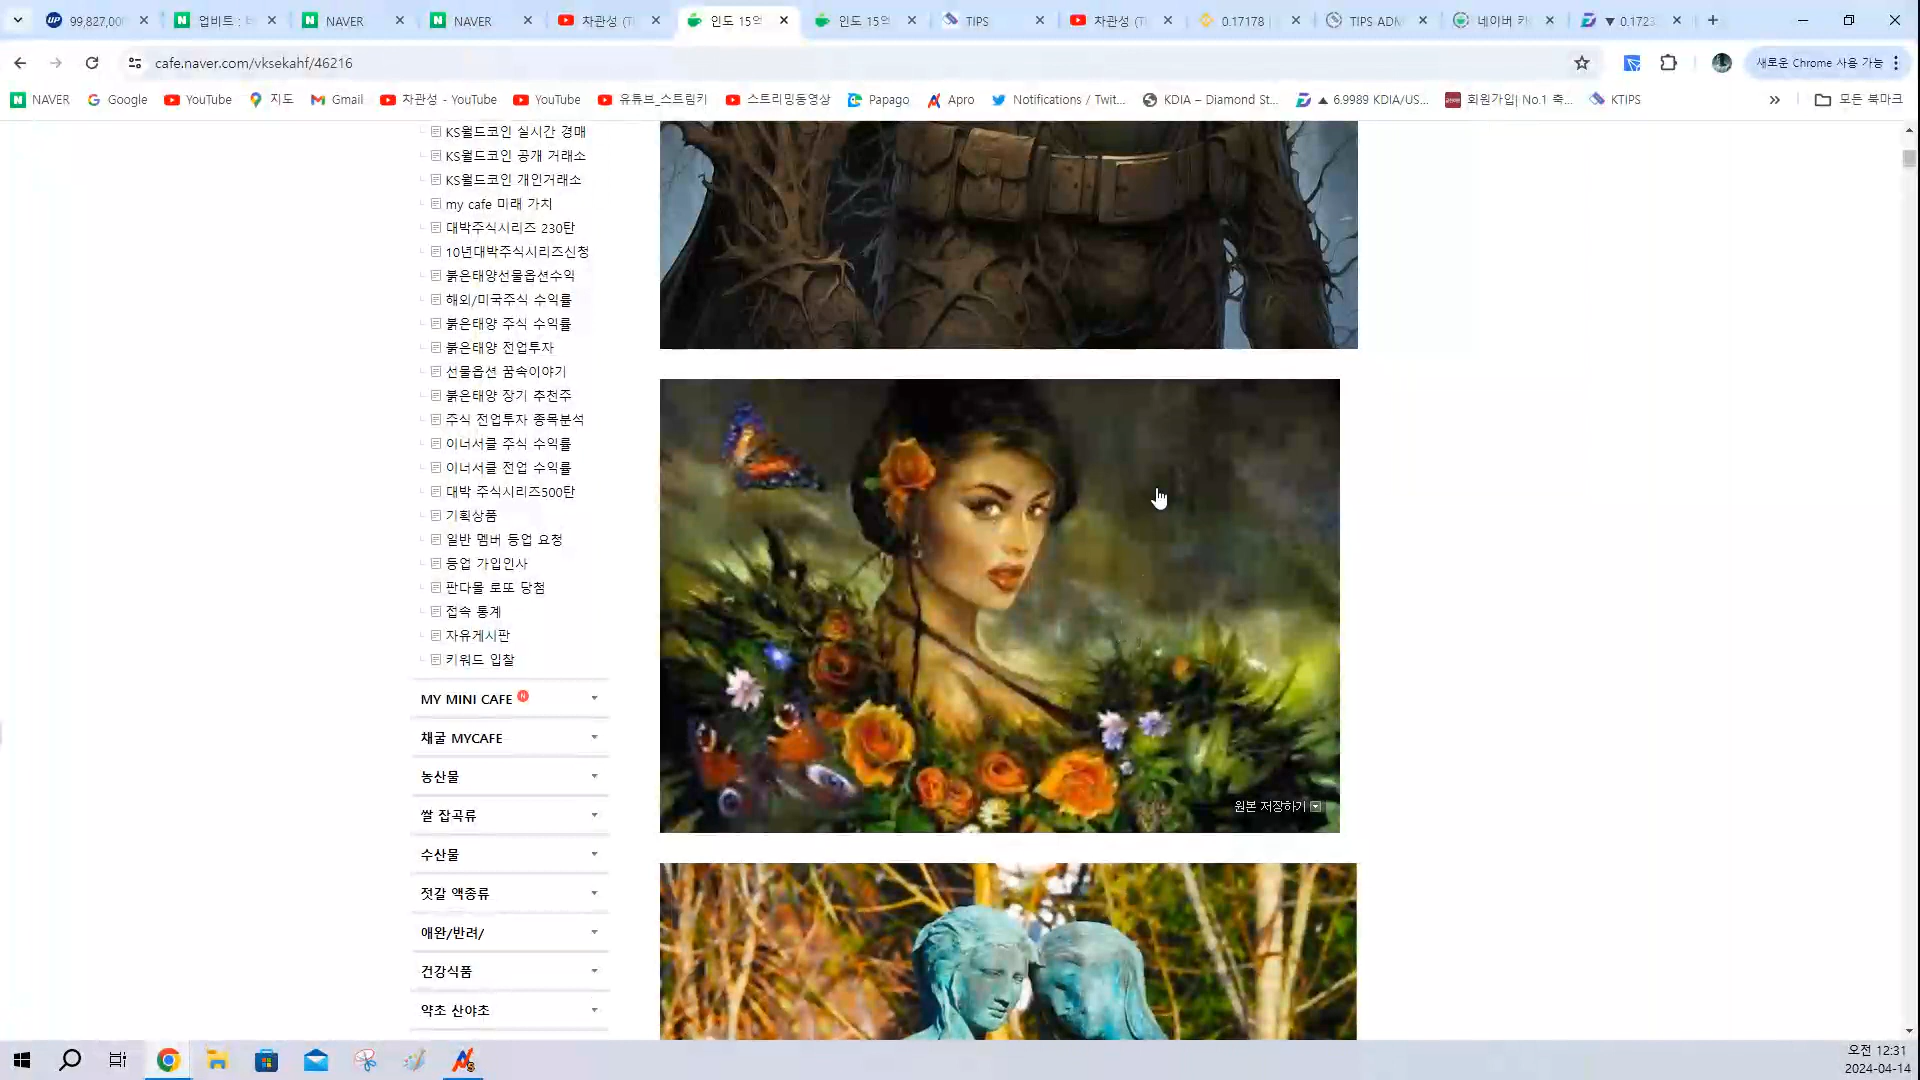 99,827,00
업비트 : ㅌ
NAVER
NAVER
차관성 (TI
인도 15억
인도 15억
TIPS
차관성 (TI
0.17178 |
TIPS ADM
네이버 카
▼ 0.1723
cafe.naver.com/vksekahf/46216
새로운 Chrome 사용 가능
NAVER
Google
YouTube
지도
Gmail
차관성 - YouTube
YouTube
유튜브_스트림키
스트리밍동영상
Papago
Apro
Notifications / Twit...
KDIA – Diamond St...
▲ 6.9989 KDIA/US...
회원가입| No.1 축...
KTIPS
모든 북마크
KS월드코인 실시간 경매
KS월드코인 공개 거래소
KS월드코인 개인거래소
my cafe 미래 가치
대박주식시리즈 230탄
10년대박주식시리즈신청
붉은태양선물옵션수익
해외/미국주식 수익률
붉은태양 주식 수익률
붉은태양 전업투자
선물옵션 꿈속이야기
붉은태양 장기 추천주
주식 전업투자 종목분석
이너서클 주식 수익률
이너서클 전업 수익률
대박 주식시리즈500탄
기획상품
일반 멤버 등업 요청
등업 가입인사
판다몰 로또 당첨
접속 통계
자유게시판
키워드 입찰
MY MINI CAFE N
채굴 MYCAFE
농산물
쌀 잡곡류
수산물
젓갈 액종류
애완/반려/
건강식품
약초 산야초
원본 저장하기
오전 12:31
2024-04-14